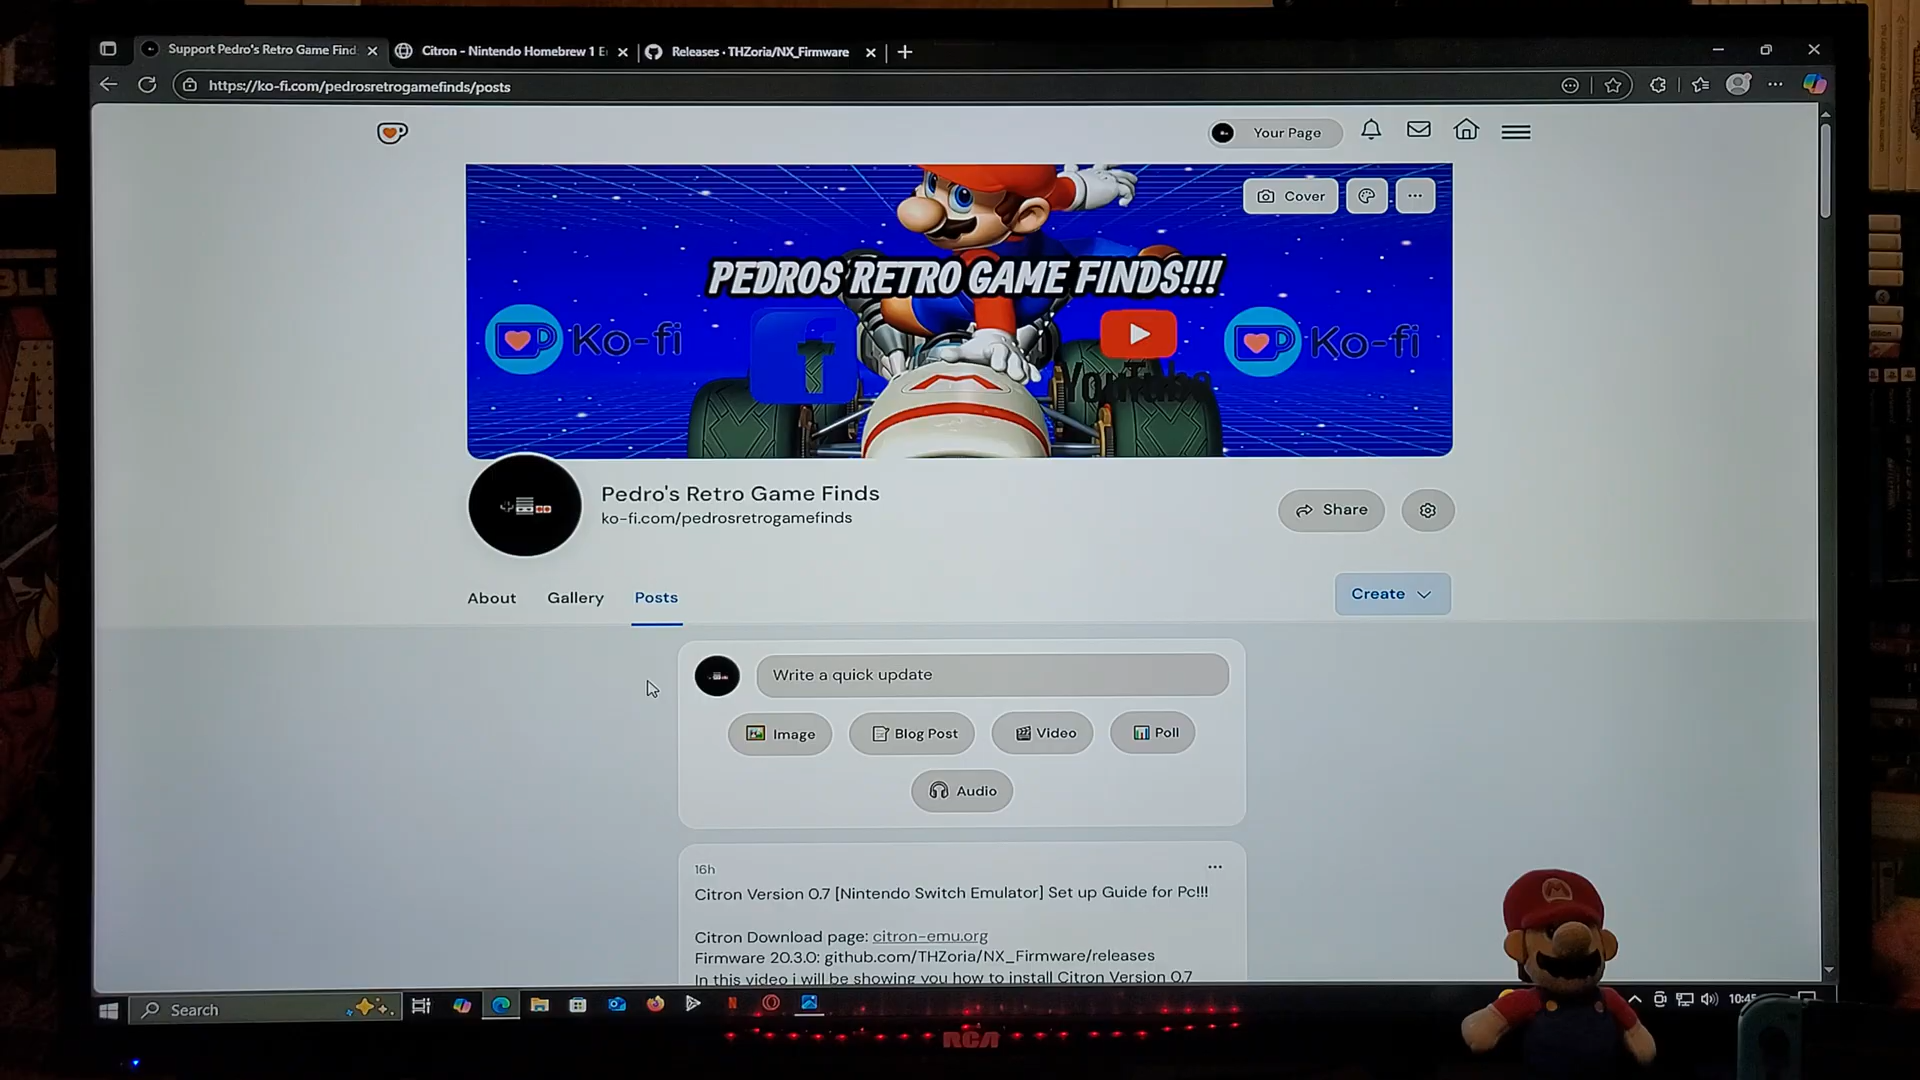 Support Pedro's Retro Game Find
Citron - Nintendo Homebrew 1 E
Releases · THZoria/NX_Firmware
https://ko-fi.com/pedrosretrogamefinds/posts
Your Page
Cover
PEDROS RETRO GAME FINDS!!!
Ko-fi
f
YouTube
Ko-fi
Pedro's Retro Game Finds
ko-fi.com/pedrosretrogamefinds
Share
About Gallery Posts
Create
Write a quick update
Image Blog Post Video Poll
Audio
16h
Citron Version 0.7 [Nintendo Switch Emulator] Set up Guide for Pc!!!
Citron Download page: citron-emu.org
Firmware 20.3.0: github.com/THZoria/NX_Firmware/releases
In this video i will be showing you how to install Citron Version 0.7
Search
10:45
RCA
M